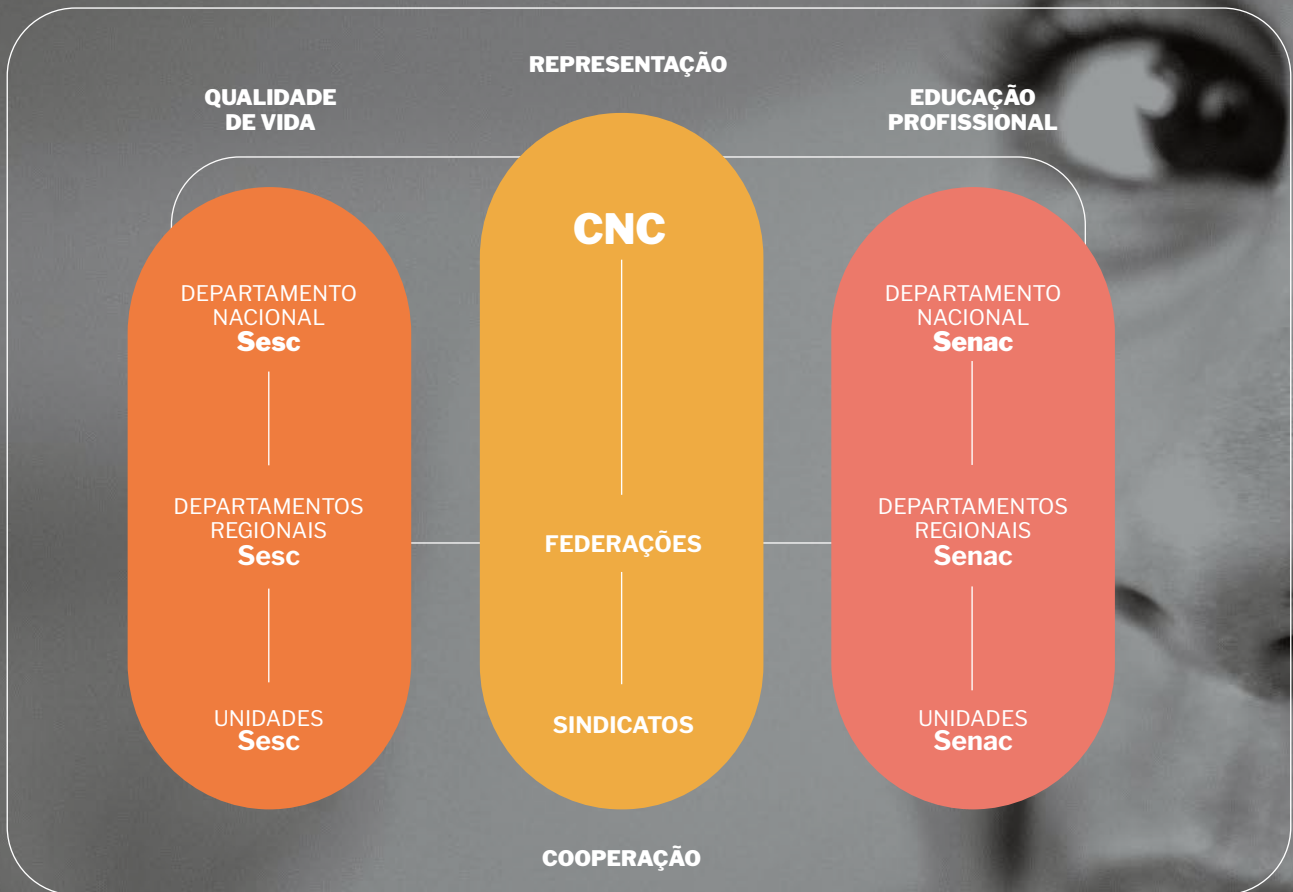 REPRESENTAÇÃO
QUALIDADE
DE VIDA
EDUCAÇÃO
PROFISSIONAL
DEPARTAMENTO
NACIONAL
Sesc
DEPARTAMENTOS
REGIONAIS
Sesc
UNIDADES
Sesc
CNC
FEDERAÇÕES
SINDICATOS
DEPARTAMENTO
NACIONAL
Senac
DEPARTAMENTOS
REGIONAIS
Senac
UNIDADES
Senac
COOPERAÇÃO